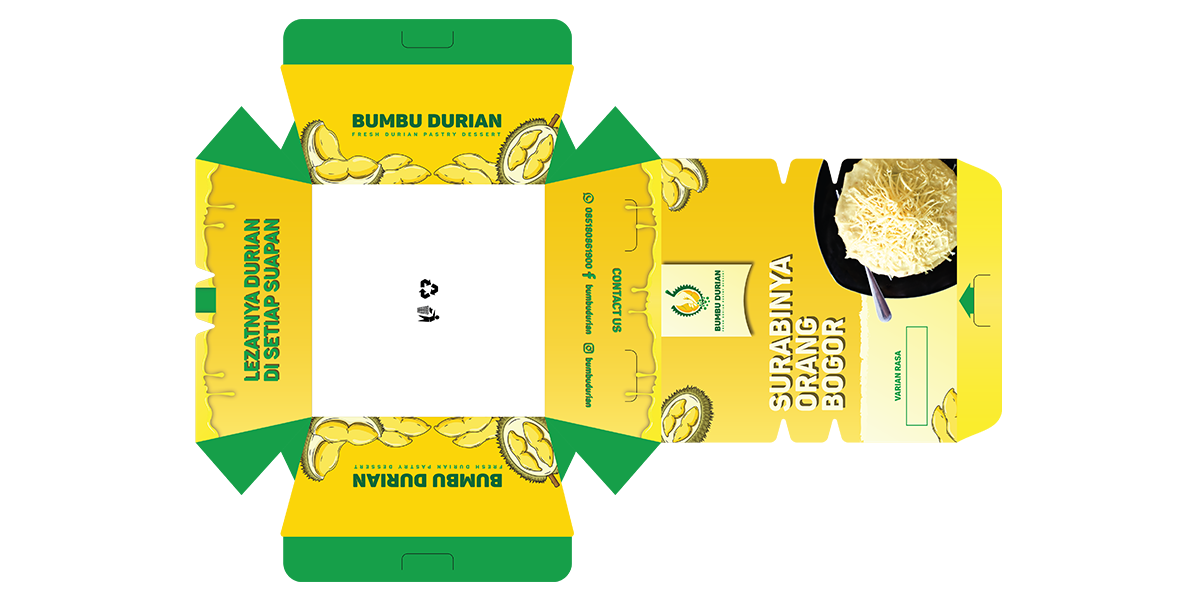 BUMBU DURIAN
FRESH DURIAN PASTRY DESSERT
LEZATNYA DURIAN
DI SETIAP SUAPAN
CONTACT US
085180861900
bumbudurian
bumbudurian
BUMBU DURIAN
SURABINYA
ORANG
BOGOR
VARIAN RASA
BUMBU DURIAN
FRESH DURIAN PASTRY DESSERT